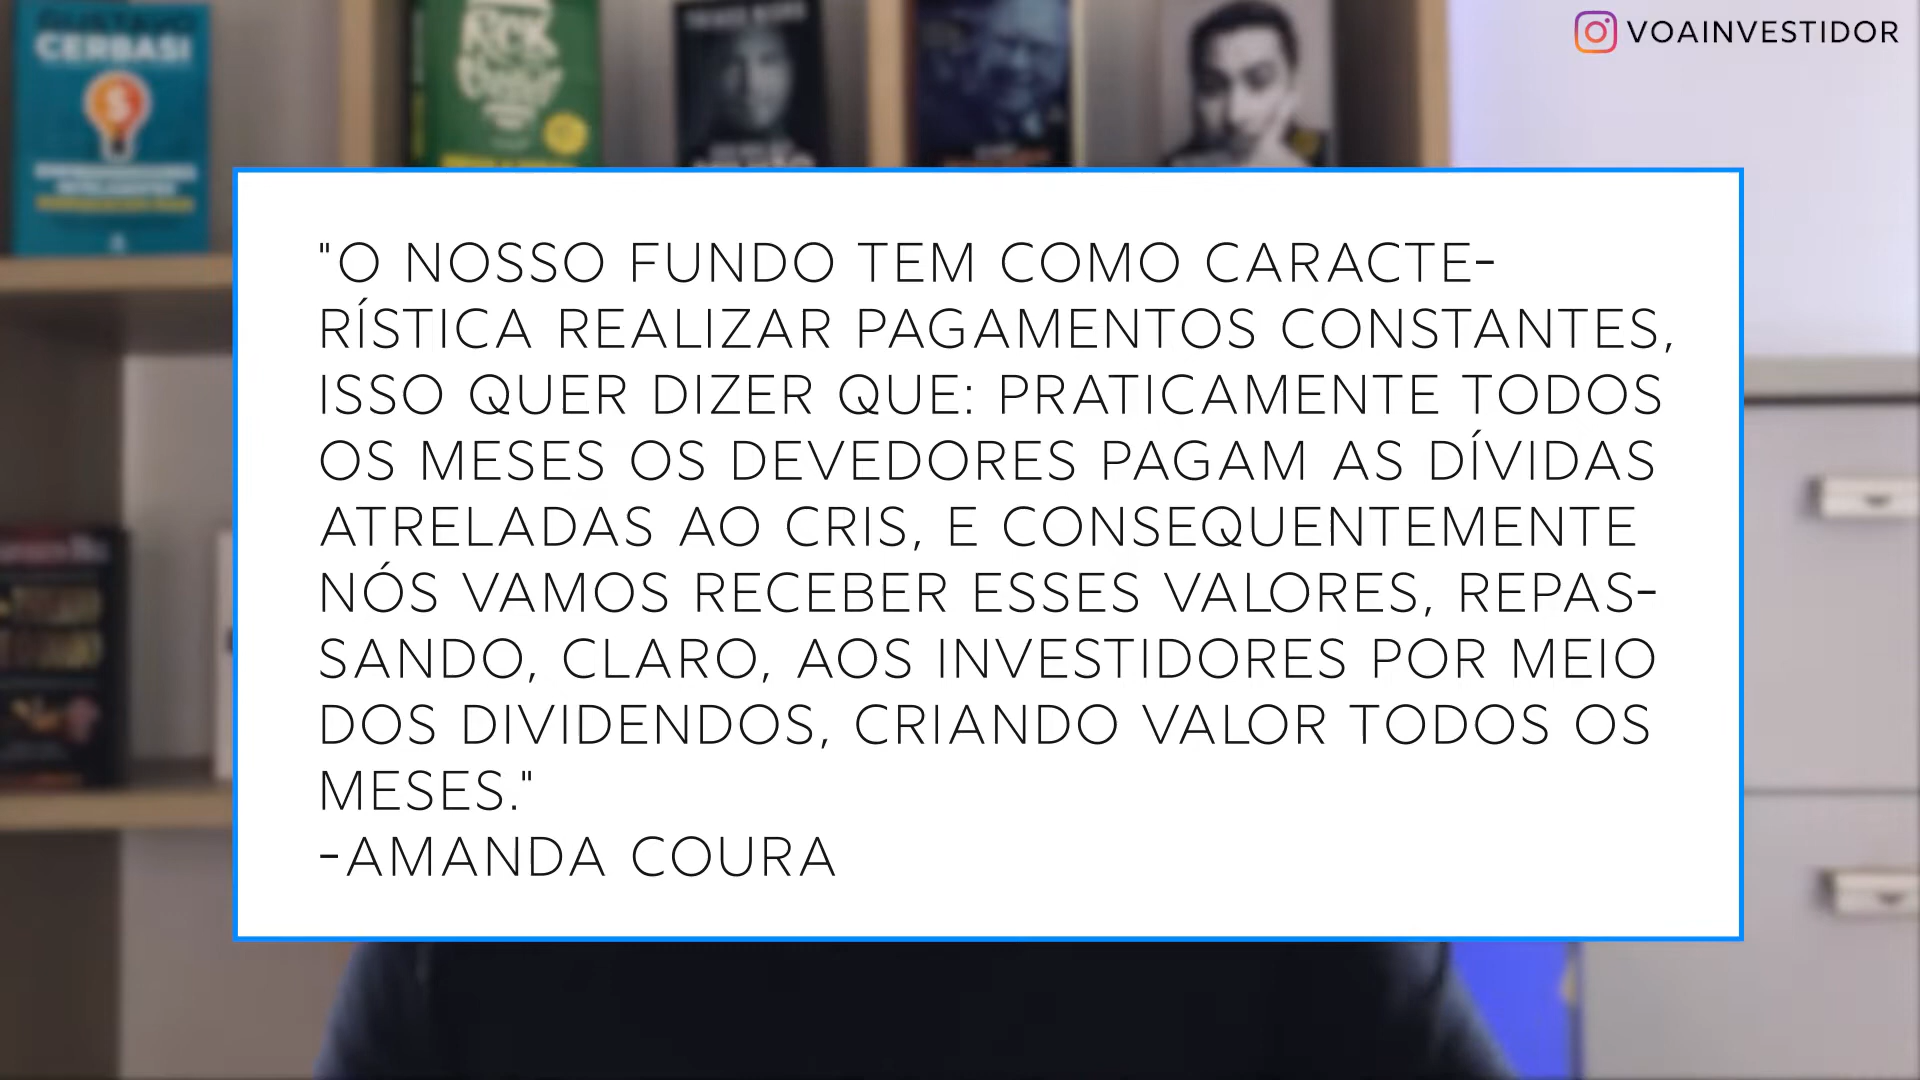 GUSTAVO
CERBASI
VOAINVESTIDOR
"O NOSSO FUNDO TEM COMO CARACTE-
RÍSTICA REALIZAR PAGAMENTOS CONSTANTES,
ISSO QUER DIZER QUE: PRATICAMENTE TODOS
OS MESES OS DEVEDORES PAGAM AS DÍVIDAS
ATRELADAS AO CRIS, E CONSEQUENTEMENTE
NÓS VAMOS RECEBER ESSES VALORES, REPAS-
SANDO, CLARO, AOS INVESTIDORES POR MEIO
DOS DIVIDENDOS, CRIANDO VALOR TODOS OS
MESES."
-AMANDA COURA